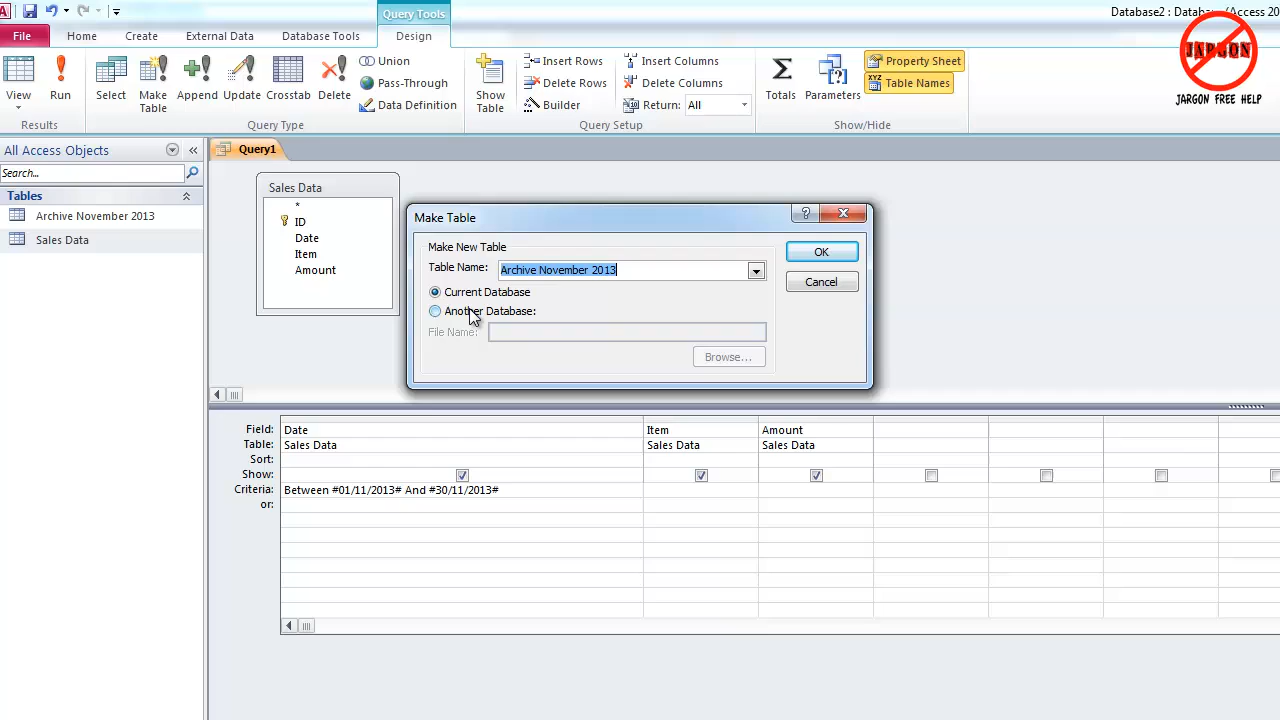 Query Tools
Database2 : Database (Access 20
File Home Create External Data Database Tools Design
View Run Select Make Table Append Update Crosstab Delete
Union
Pass-Through
Data Definition
Show Table
Insert Rows
Delete Rows
Builder
Insert Columns
Delete Columns
Return: All
Totals Parameters
Property Sheet
XYZ Table Names
Results Query Type Query Setup Show/Hide
JARGON
JARGON FREE HELP
All Access Objects
Search...
Tables
Archive November 2013
Sales Data
Query1
Sales Data
*
ID
Date
Item
Amount
Make Table
Make New Table
Table Name: Archive November 2013
Current Database
Another Database:
File Name:
Browse...
OK
Cancel
Field: Date Item Amount
Table: Sales Data Sales Data Sales Data
Sort:
Show:
Criteria: Between #01/11/2013# And #30/11/2013#
or: